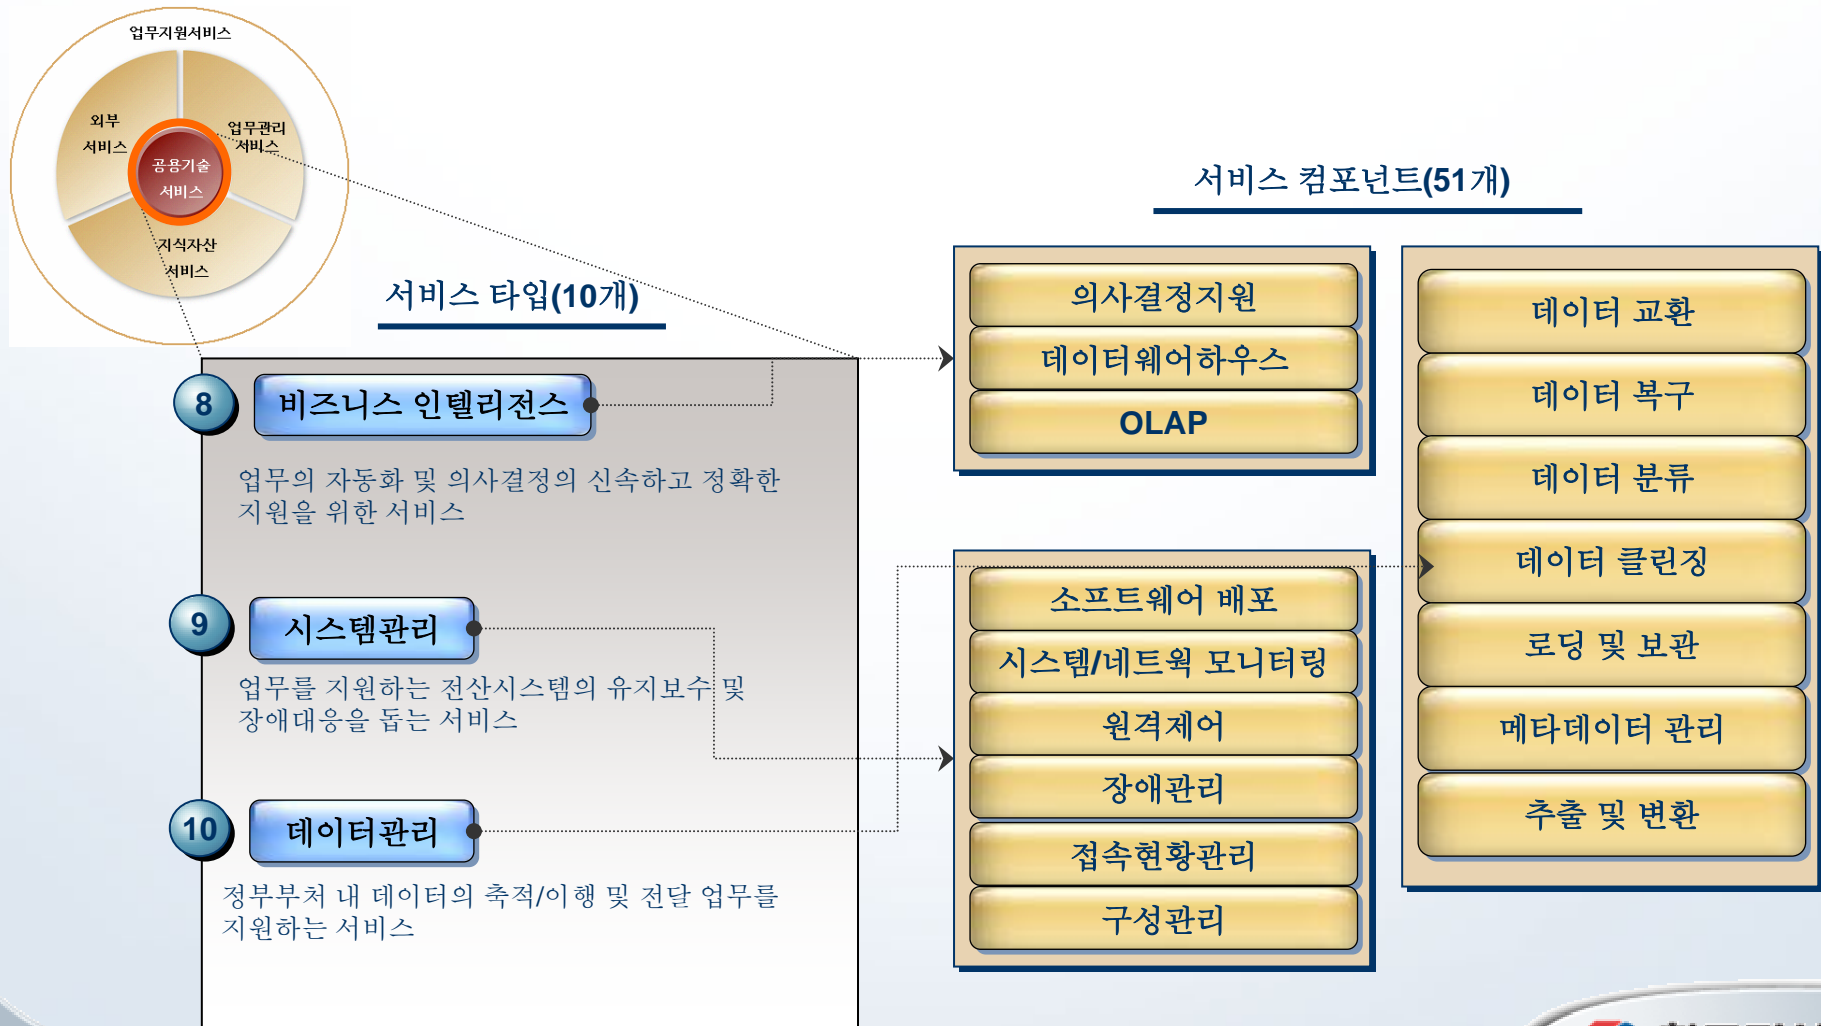 업무지원서비스
외부
서비스
업무관리
서비스
공용기술
서비스
지식자산
서비스
서비스 타입(10개)
서비스 컴포넌트(51개)
8
비즈니스 인텔리전스
업무의 자동화 및 의사결정의 신속하고 정확한
지원을 위한 서비스
9
시스템관리
업무를 지원하는 전산시스템의 유지보수 및
장애대응을 돕는 서비스
10
데이터관리
정부부처 내 데이터의 축적/이행 및 전달 업무를
지원하는 서비스
의사결정지원
데이터웨어하우스
OLAP
소프트웨어 배포
시스템/네트웍 모니터링
원격제어
장애관리
접속현황관리
구성관리
데이터 교환
데이터 복구
데이터 분류
데이터 클린징
로딩 및 보관
메타데이터 관리
추출 및 변환